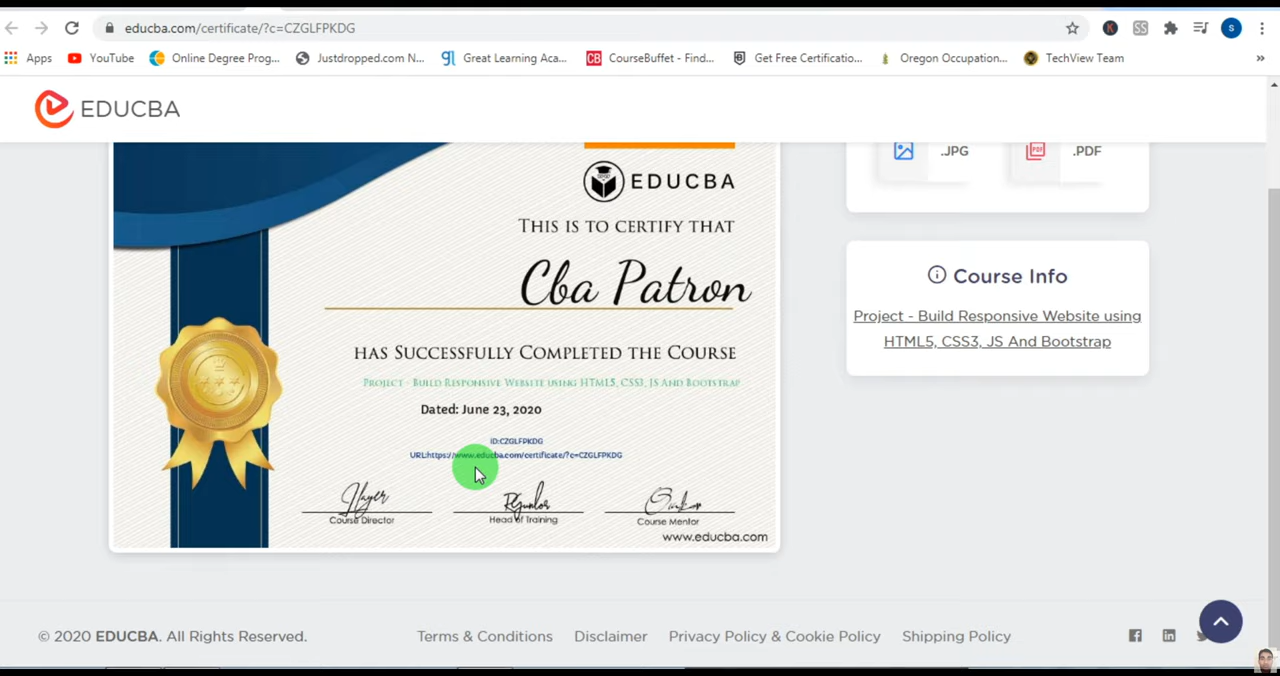 educba.com/certificate/?c=CZGLFPKDG
K
SS
s
Apps
YouTube
Online Degree Prog...
Justdropped.com N...
gl
Great Learning Aca...
CB
CourseBuffet - Find...
Get Free Certificatio...
Oregon Occupation...
TechView Team
»
EDUCBA
.JPG
PDF
.PDF
EDUCBA
THIS IS TO CERTIFY THAT
Cba Patron
HAS SUCCESSFULLY COMPLETED THE COURSE
PROJECT - BUILD RESPONSIVE WEBSITE USING HTML5, CSS3, JS AND BOOTSTRAP
Dated: June 23, 2020
ID:CZGLFPKDG
URL:https://www.educba.com/certificate/?c=CZGLFPKDG
Course Director
Head of Training
Course Mentor
www.educba.com
Course Info
Project - Build Responsive Website using
HTML5, CSS3, JS And Bootstrap
© 2020 EDUCBA. All Rights Reserved.
Terms & Conditions
Disclaimer
Privacy Policy & Cookie Policy
Shipping Policy